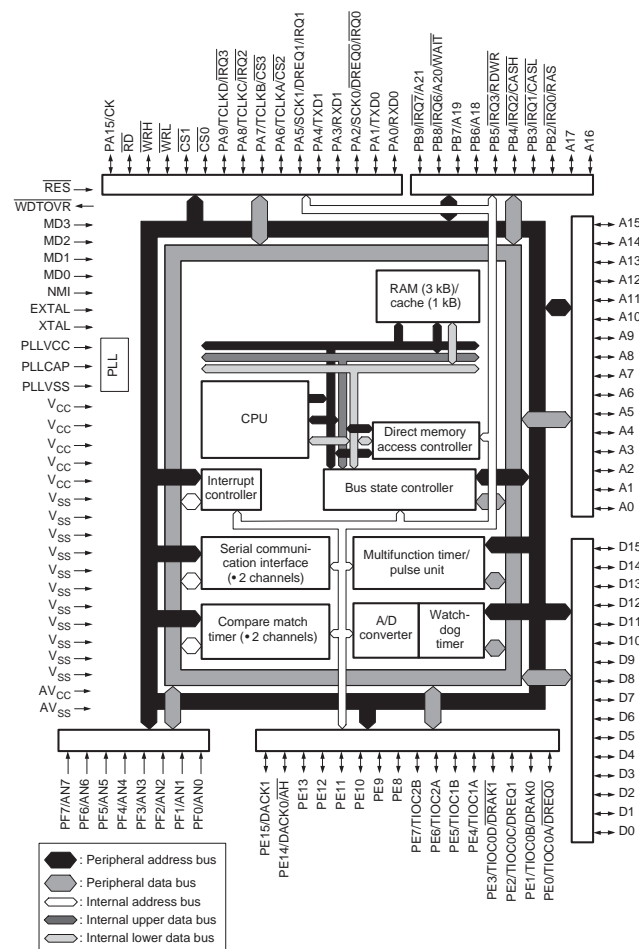 PA15/CK
RD
WRH
WRL
CS1
CS0
PA9/TCLKD/IRQ3
PA8/TCLKC/IRQ2
PA7/TCLKB/CS3
PA6/TCLKA/CS2
PA5/SCK1/DREQ1/IRQ1
PA4/TXD1
PA3/RXD1
PA2/SCK0/DREQ0/IRQ0
PA1/TXD0
PA0/RXD0
PB9/IRQ7/A21
PB8/IRQ6/A20/WAIT
PB7/A19
PB6/A18
PB5/IRQ3/RDWR
PB4/IRQ2/CASH
PB3/IRQ1/CASL
PB2/IRQ0/RAS
A17
A16
RES
WDTOVR
MD3
MD2
MD1
MD0
NMI
EXTAL
XTAL
PLLVCC
PLLCAP
PLLVSS
VCC
VCC
VCC
VCC
VCC
VSS
VSS
VSS
VSS
VSS
VSS
VSS
VSS
VSS
VSS
AVCC
AVSS
PLL
RAM (3 kB)/
cache (1 kB)
CPU
Direct memory
access controller
Interrupt
controller
Bus state controller
Serial communi-
cation interface
(• 2 channels)
Multifunction timer/
pulse unit
Compare match
timer (• 2 channels)
A/D
converter
Watch-
dog
timer
A15
A14
A13
A12
A11
A10
A9
A8
A7
A6
A5
A4
A3
A2
A1
A0
D15
D14
D13
D12
D11
D10
D9
D8
D7
D6
D5
D4
D3
D2
D1
D0
PF7/AN7
PF6/AN6
PF5/AN5
PF4/AN4
PF3/AN3
PF2/AN2
PF1/AN1
PF0/AN0
PE15/DACK1
PE14/DACK0/AH
PE13
PE12
PE11
PE10
PE9
PE8
PE7/TIOC2B
PE6/TIOC2A
PE5/TIOC1B
PE4/TIOC1A
PE3/TIOC0D/DRAK1
PE2/TIOC0C/DREQ1
PE1/TIOC0B/DRAK0
PE0/TIOC0A/DREQ0
: Peripheral address bus
: Peripheral data bus
: Internal address bus
: Internal upper data bus
: Internal lower data bus